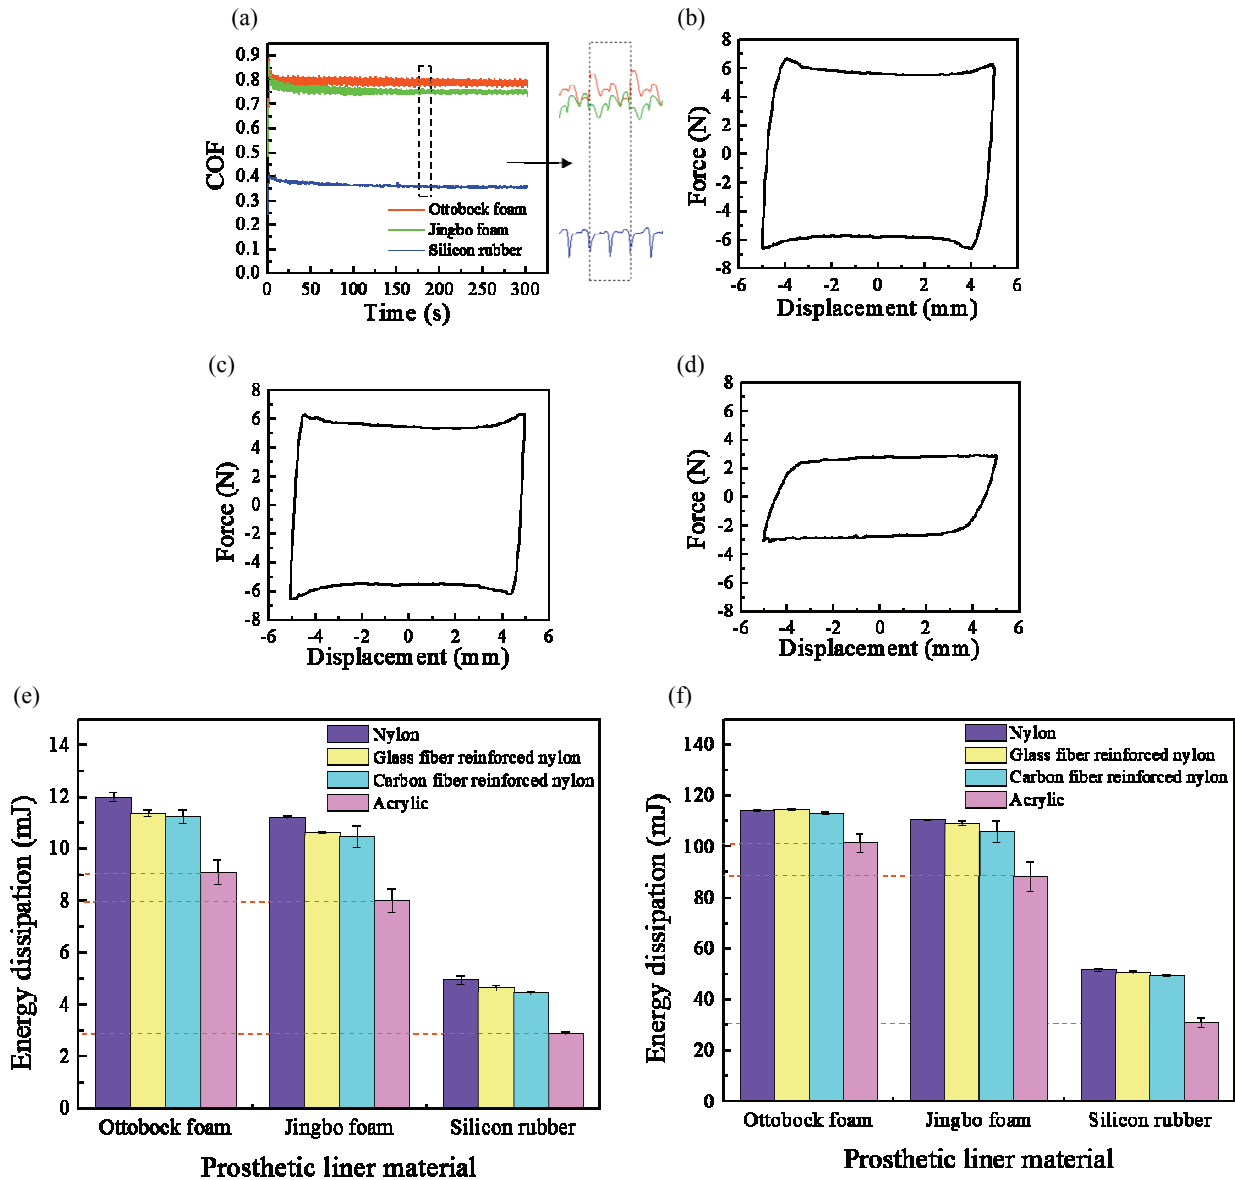 (a)
COF
0.9
0.8
0.7
0.6
0.5
0.4
0.3
0.2
0.1
0.0
Ottobock foam
Jingbo foam
Silicon rubber
0 50 100 150 200 250 300
Time (s)
(b)
Force (N)
8
6
4
2
0
-2
-4
-6
-8
-6 -4 -2 0 2 4 6
Displacement (mm)
(c)
Force (N)
8
6
4
2
0
-2
-4
-6
-8
-6 -4 -2 0 2 4 6
Displacement (mm)
(d)
Force (N)
8
6
4
2
0
-2
-4
-6
-8
-6 -4 -2 0 2 4 6
Displacement (mm)
(e)
Energy dissipation (mJ)
14
12
10
8
6
4
2
0
Nylon
Glass fiber reinforced nylon
Carbon fiber reinforced nylon
Acrylic
Ottobock foam Jingbo foam Silicon rubber
Prosthetic liner material
(f)
Energy dissipation (mJ)
140
120
100
80
60
40
20
0
Nylon
Glass fiber reinforced nylon
Carbon fiber reinforced nylon
Acrylic
Ottobock foam Jingbo foam Silicon rubber
Prosthetic liner material